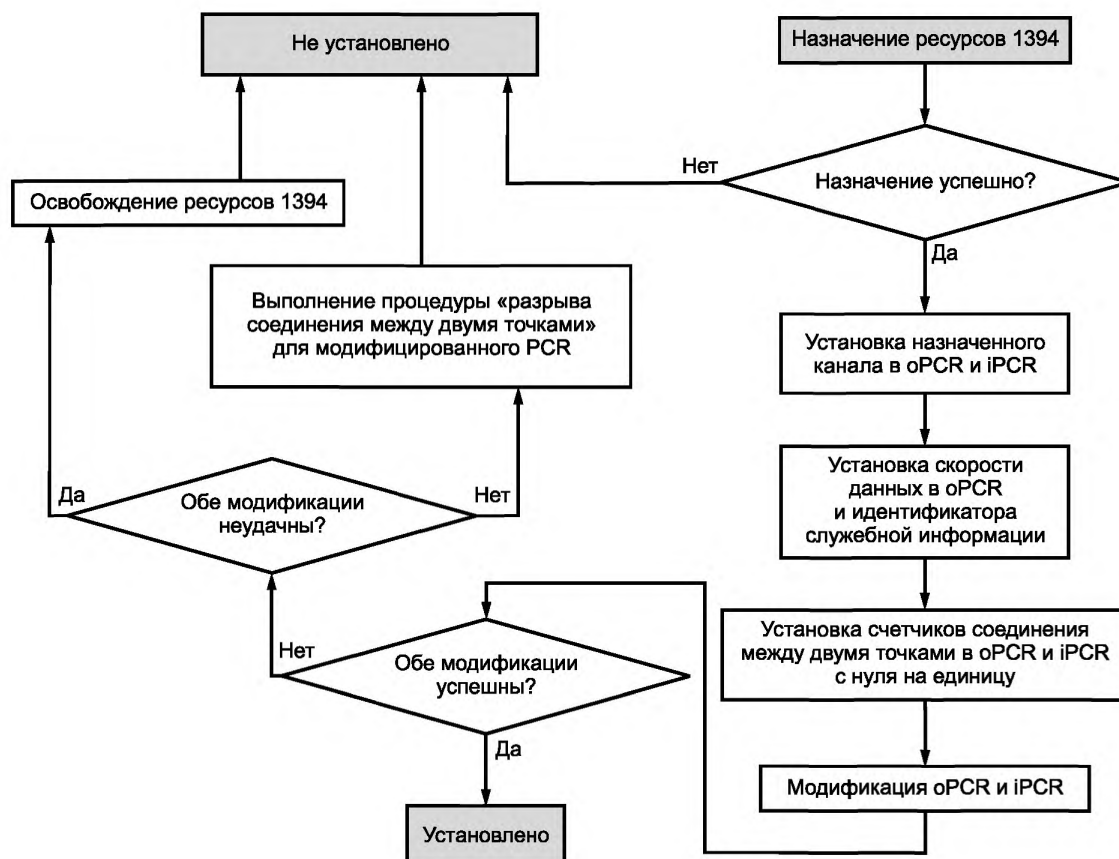 Не установлено
Назначение ресурсов 1394
Нет
Назначение успешно?
Да
Освобождение ресурсов 1394
Выполнение процедуры «разрыва
соединения между двумя точками»
для модифицированного PCR
Установка назначенного
канала в oPCR и iPCR
Установка скорости
данных в oPCR
и идентификатора
служебной информации
Да
Обе модификации
неудачны?
Нет
Установка счетчиков соединения
между двумя точками в oPCR и iPCR
с нуля на единицу
Нет
Обе модификации
успешны?
Да
Модификация oPCR и iPCR
Установлено